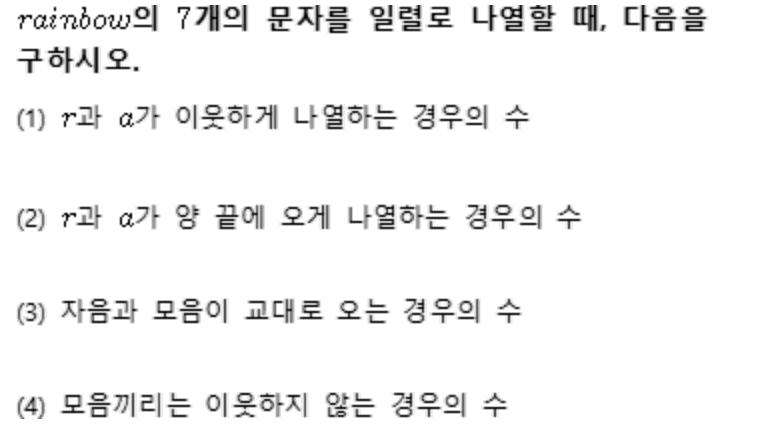 rainbow의 7개의 문자를 일렬로 나열할 때, 다음을
구하시오.
(1) r과 a가 이웃하게 나열하는 경우의 수
(2) r과 a가 양 끝에 오게 나열하는 경우의 수
(3) 자음과 모음이 교대로 오는 경우의 수
(4) 모음끼리는 이웃하지 않는 경우의 수